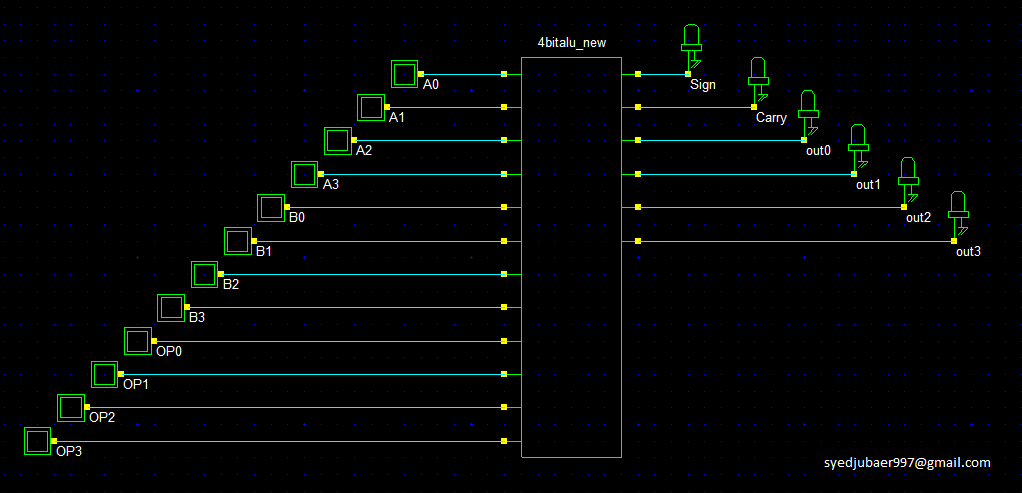 4bitalu_new
A0
A1
A2
A3
B0
B1
B2
B3
OP0
OP1
OP2
OP3
Sign
Carry
out0
out1
out2
out3
syedjubaer997@gmail.com